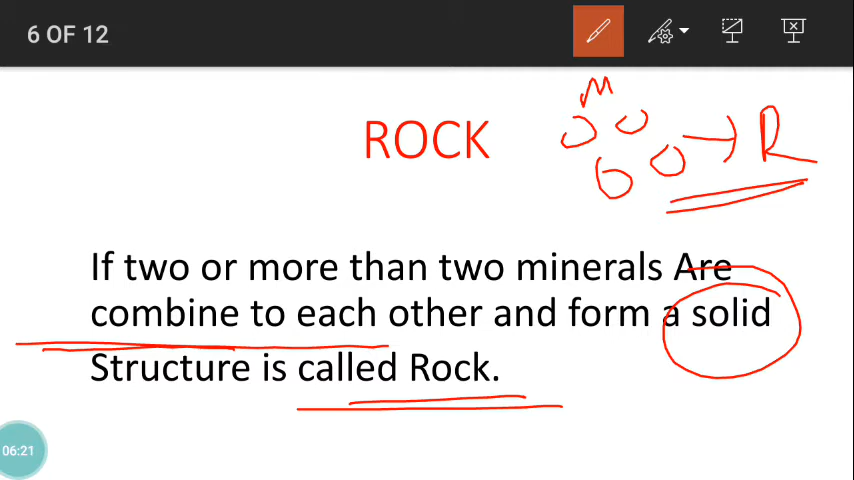 6 OF 12
M
ROCK
R
If two or more than two minerals Are
combine to each other and form a solid
Structure is called Rock.
06:21